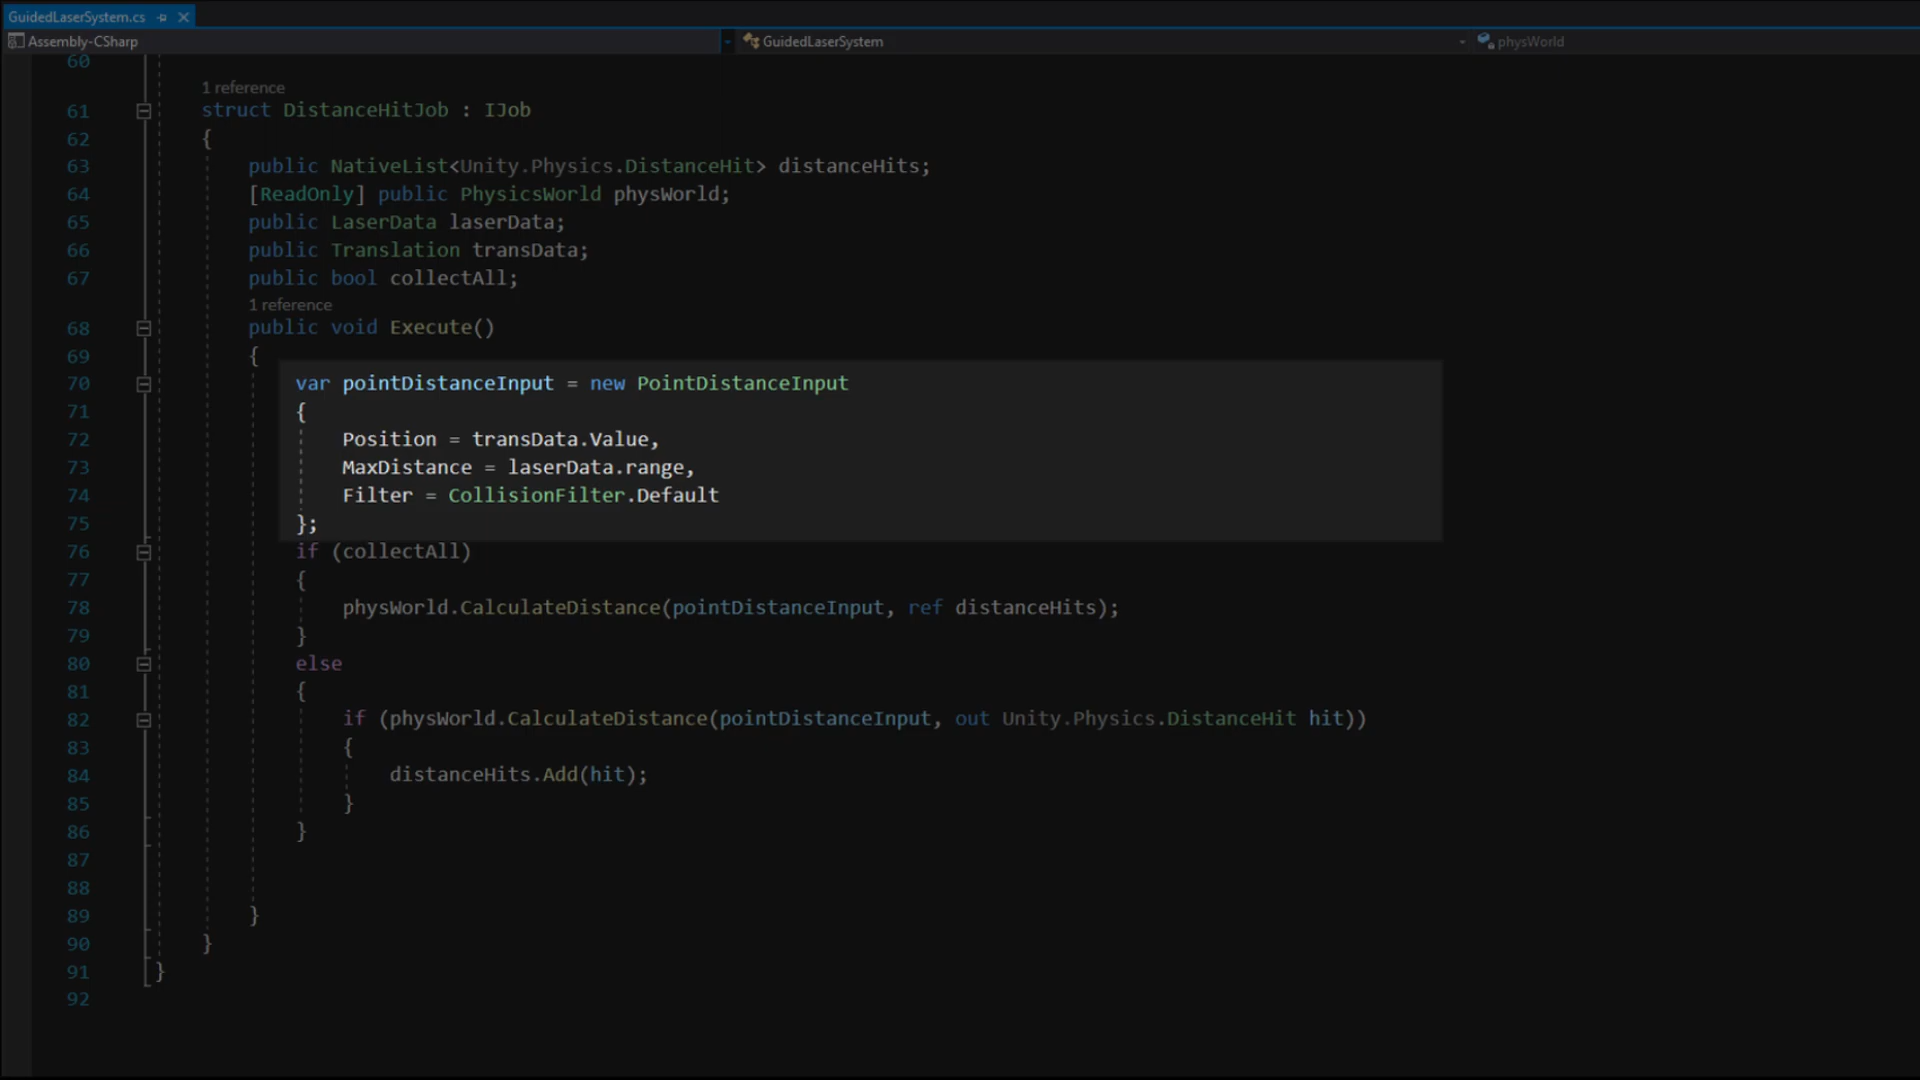 GuidedLaserSystem.cs
Assembly-CSharp GuidedLaserSystem physWorld
60
1 reference
61 struct DistanceHitJob : IJob
62 {
63 public NativeList<Unity.Physics.DistanceHit> distanceHits;
64 [ReadOnly] public PhysicsWorld physWorld;
65 public LaserData laserData;
66 public Translation transData;
67 public bool collectAll;
1 reference
68 public void Execute()
69 {
70 var pointDistanceInput = new PointDistanceInput
71 {
72 Position = transData.Value,
73 MaxDistance = laserData.range,
74 Filter = CollisionFilter.Default
75 };
76 if (collectAll)
77 {
78 physWorld.CalculateDistance(pointDistanceInput, ref distanceHits);
79 }
80 else
81 {
82 if (physWorld.CalculateDistance(pointDistanceInput, out Unity.Physics.DistanceHit hit))
83 {
84 distanceHits.Add(hit);
85 }
86 }
87
88
89 }
90 }
91 }
92